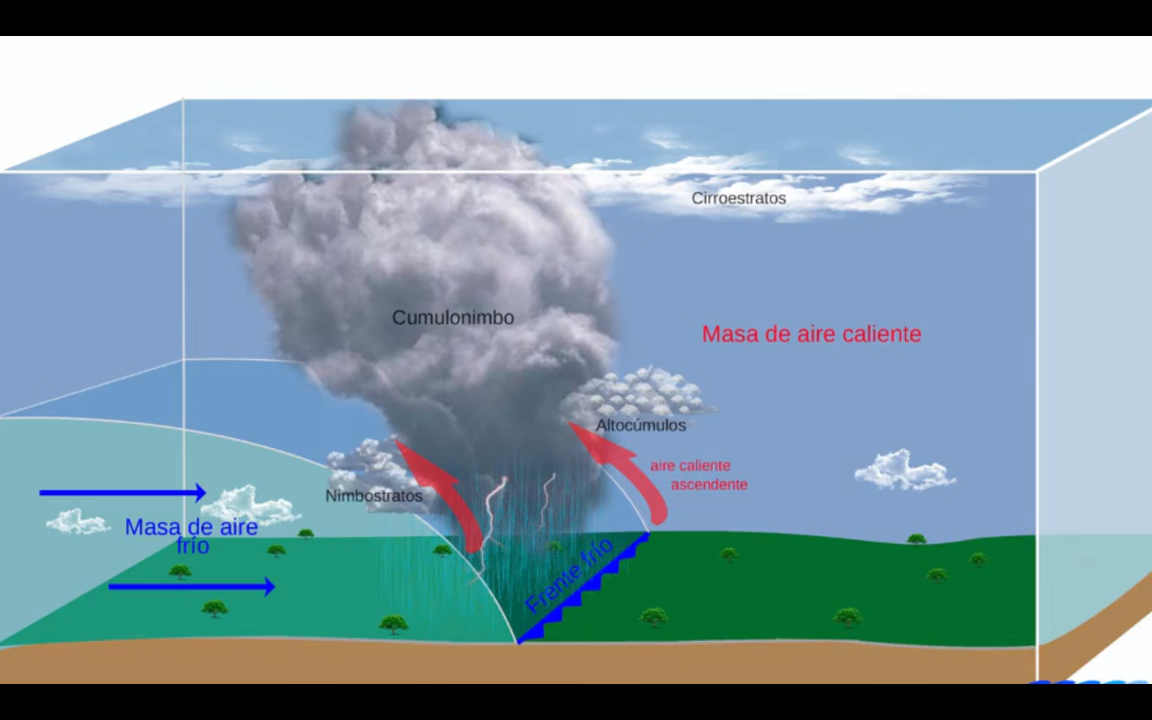 Cirroestratos
Cumulonimbo
Masa de aire caliente
Altocúmulos
aire caliente
ascendente
Nimbostratos
Masa de aire
frío
Frente frío